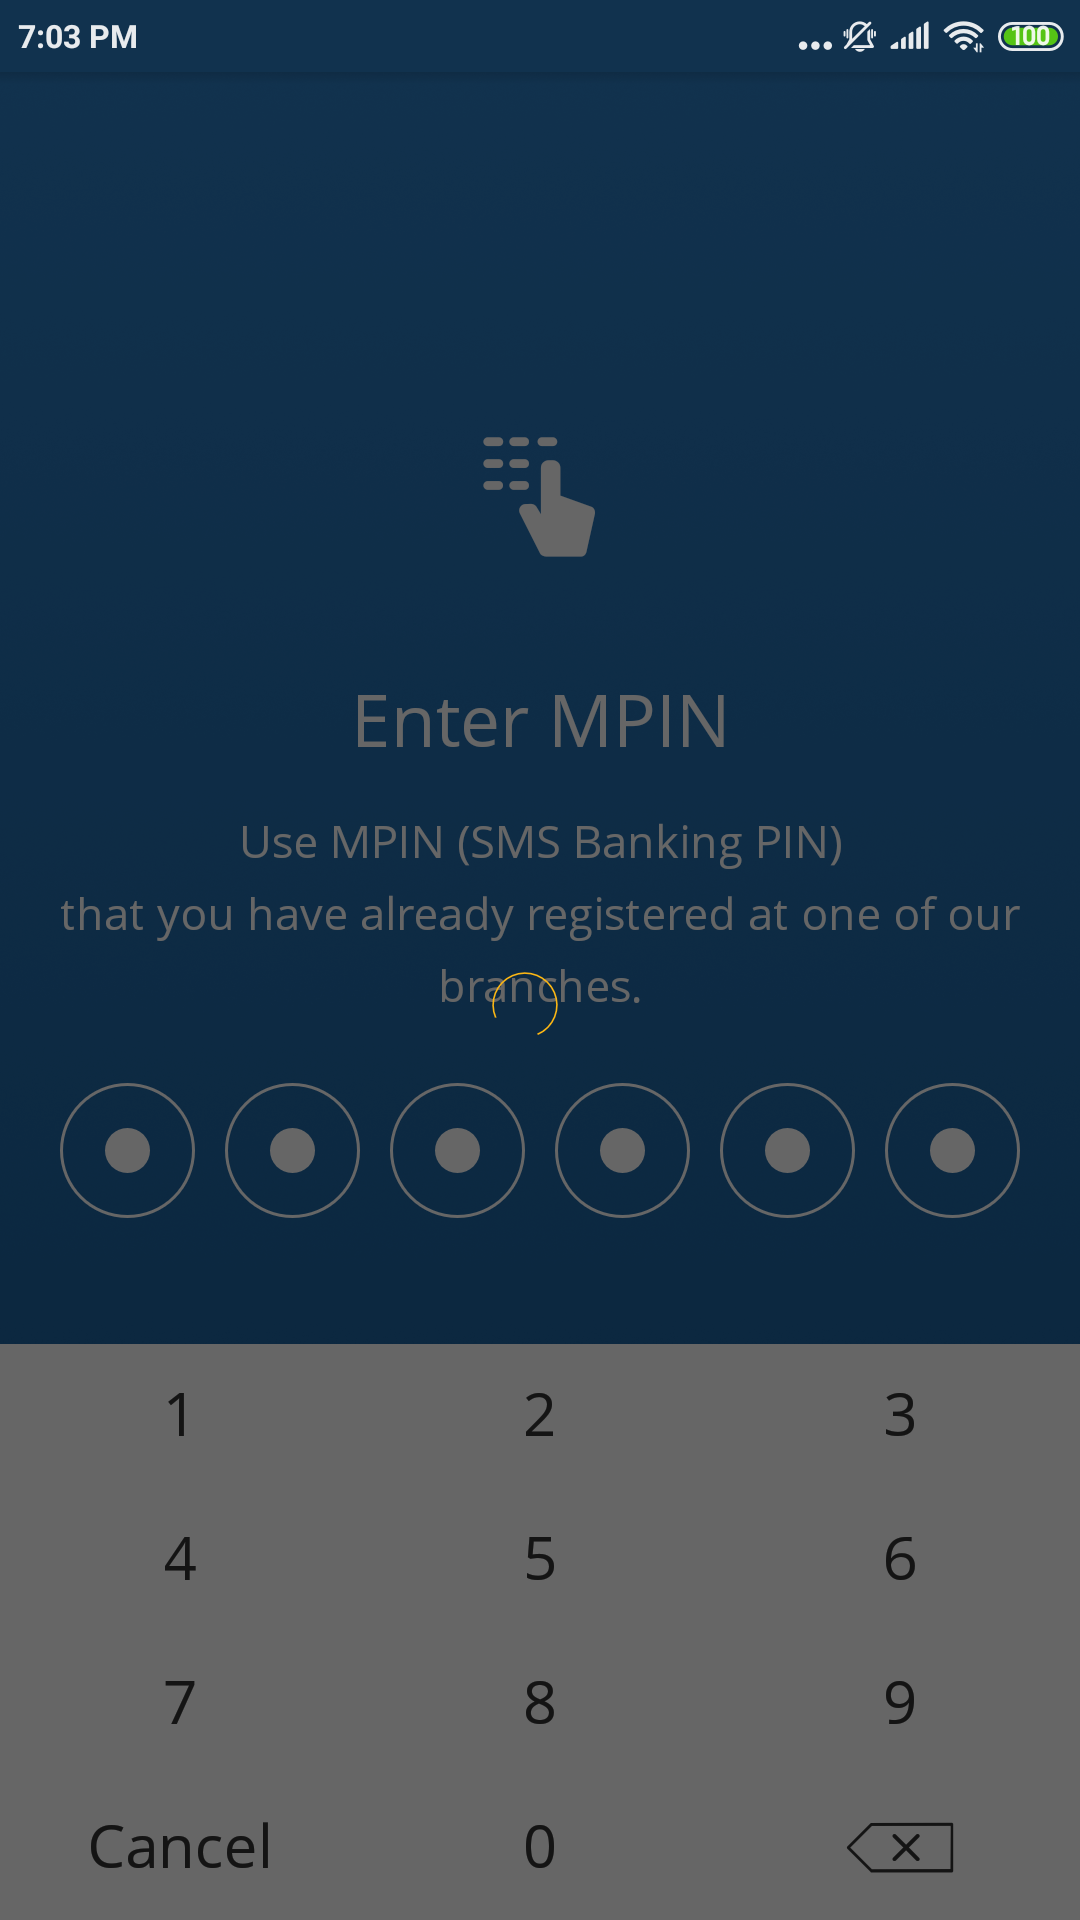 7:03 PM
100
Enter MPIN
Use MPIN (SMS Banking PIN)
that you have already registered at one of our
branches.
1 2 3
4 5 6
7 8 9
Cancel 0